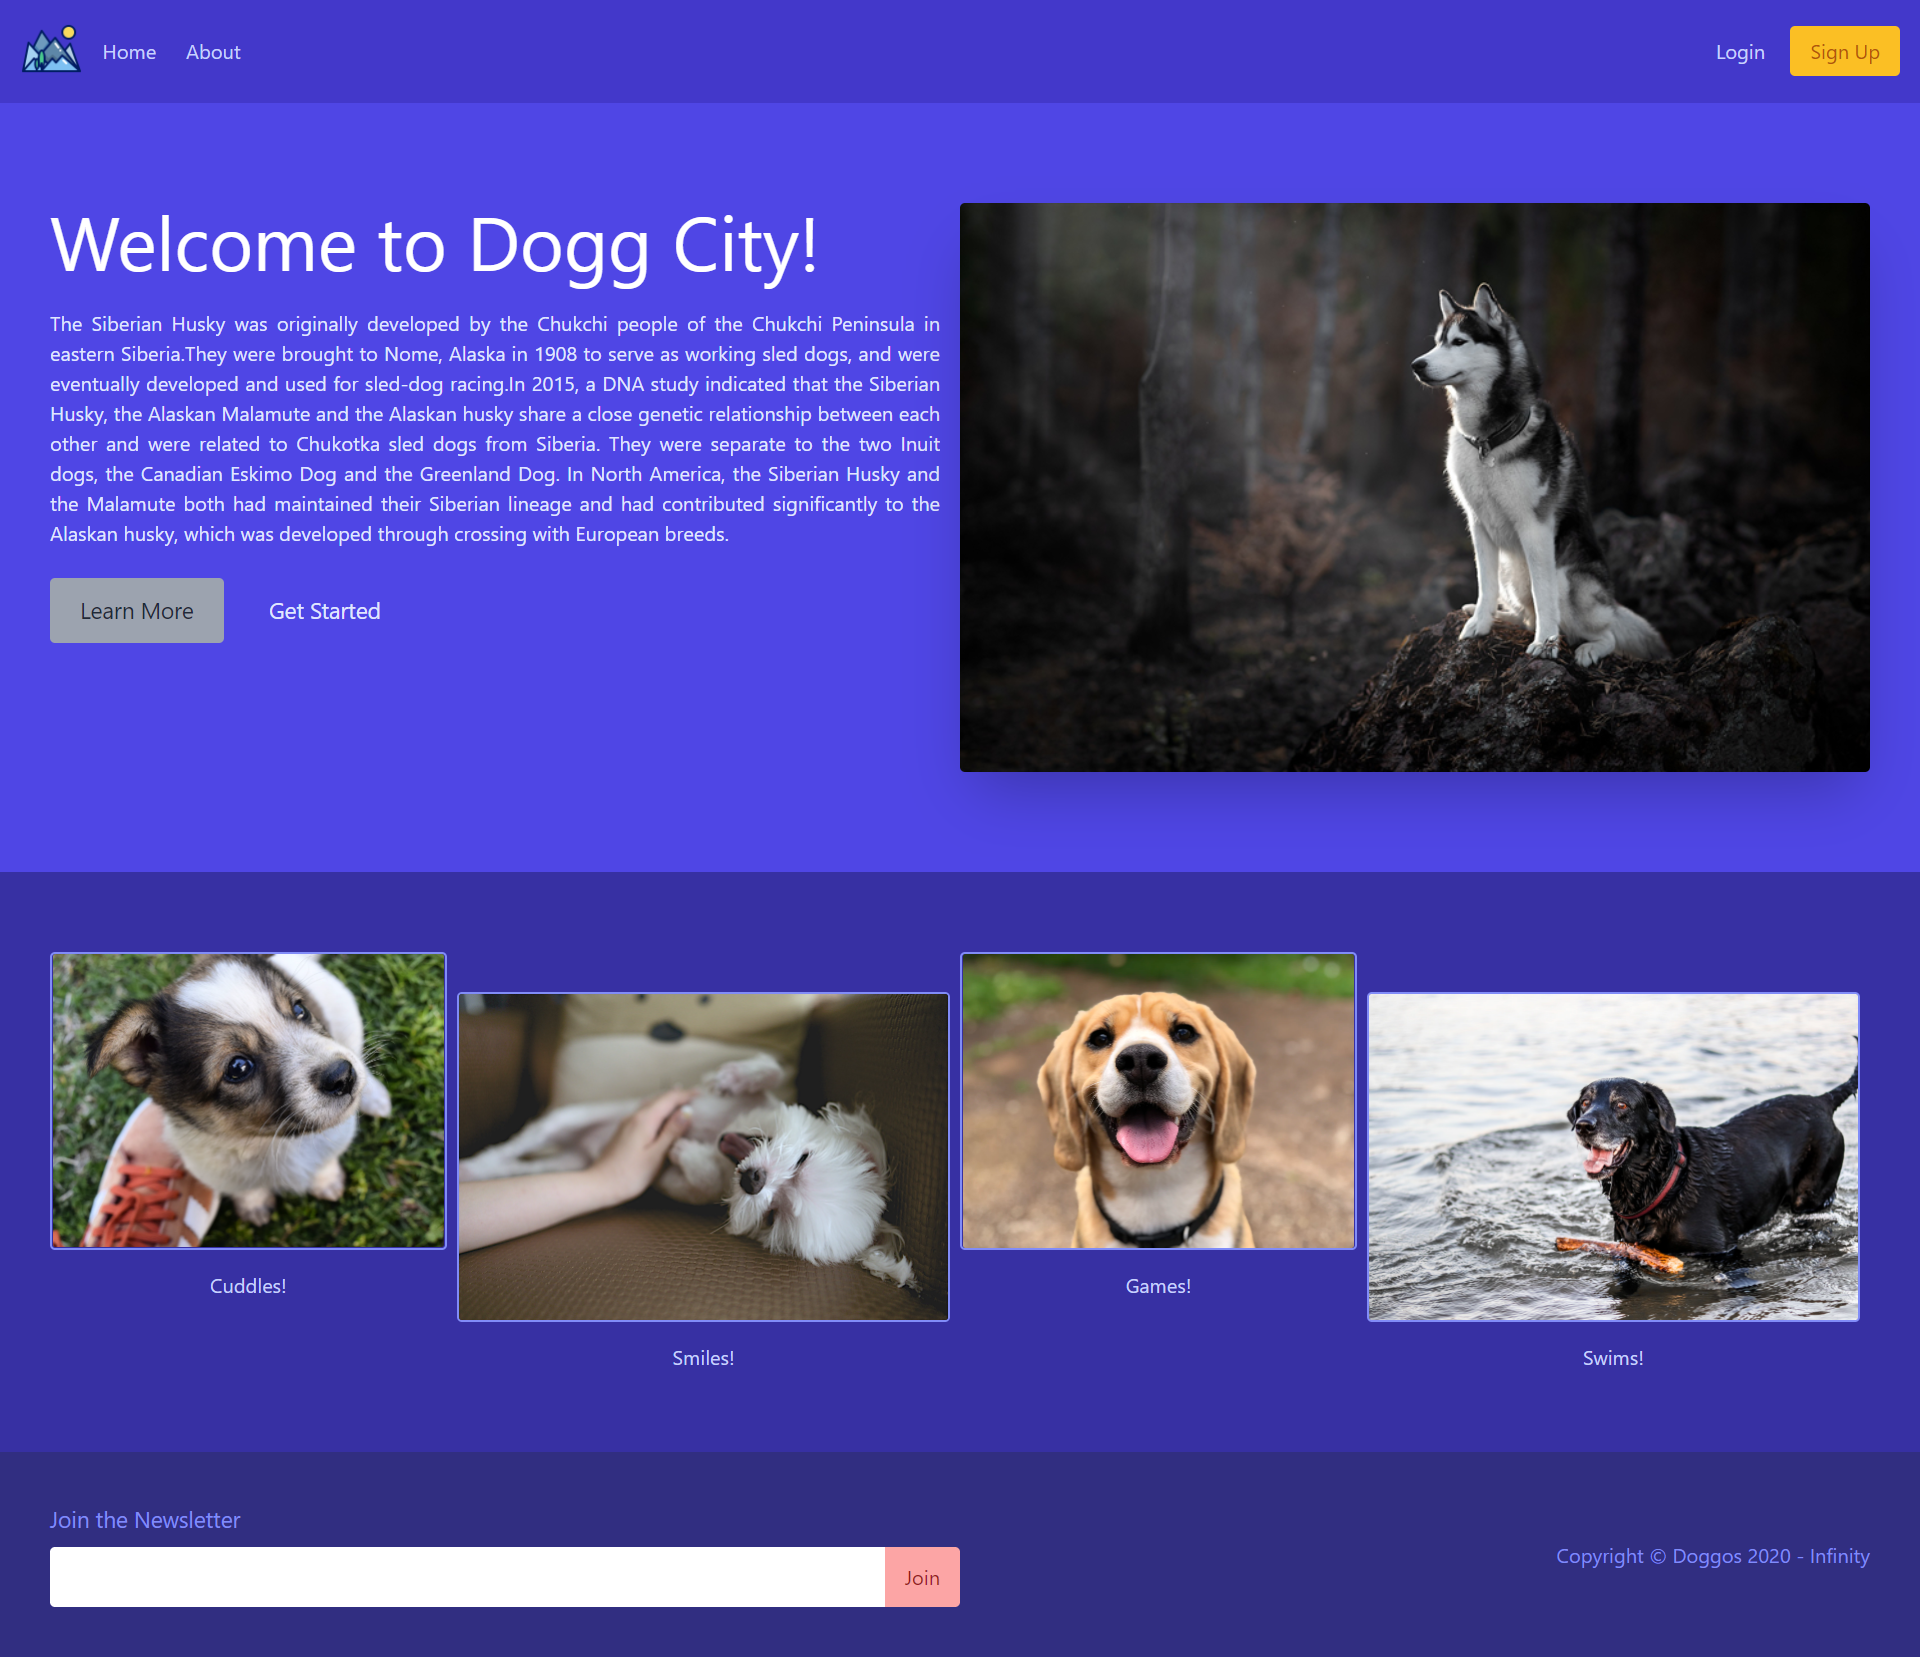 Home About Login Sign Up
Welcome to Dogg City!
The Siberian Husky was originally developed by the Chukchi people of the Chukchi Peninsula in
eastern Siberia.They were brought to Nome, Alaska in 1908 to serve as working sled dogs, and were
eventually developed and used for sled-dog racing.In 2015, a DNA study indicated that the Siberian
Husky, the Alaskan Malamute and the Alaskan husky share a close genetic relationship between each
other and were related to Chukotka sled dogs from Siberia. They were separate to the two Inuit
dogs, the Canadian Eskimo Dog and the Greenland Dog. In North America, the Siberian Husky and
the Malamute both had maintained their Siberian lineage and had contributed significantly to the
Alaskan husky, which was developed through crossing with European breeds.
Learn More Get Started
Cuddles!
Smiles!
Games!
Swims!
Join the Newsletter
Join
Copyright © Doggos 2020 - Infinity